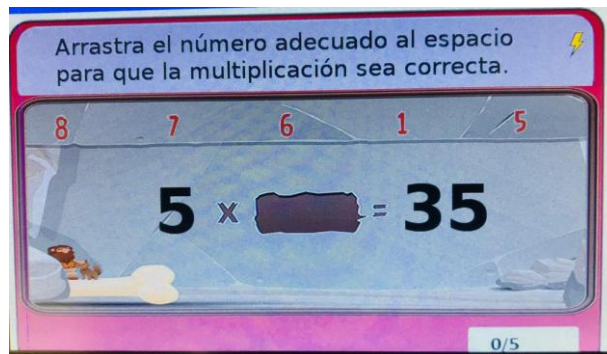 Arrastra el número adecuado al espacio
para que la multiplicación sea correcta.
8 7 6 1 5
5 x = 35
0/5